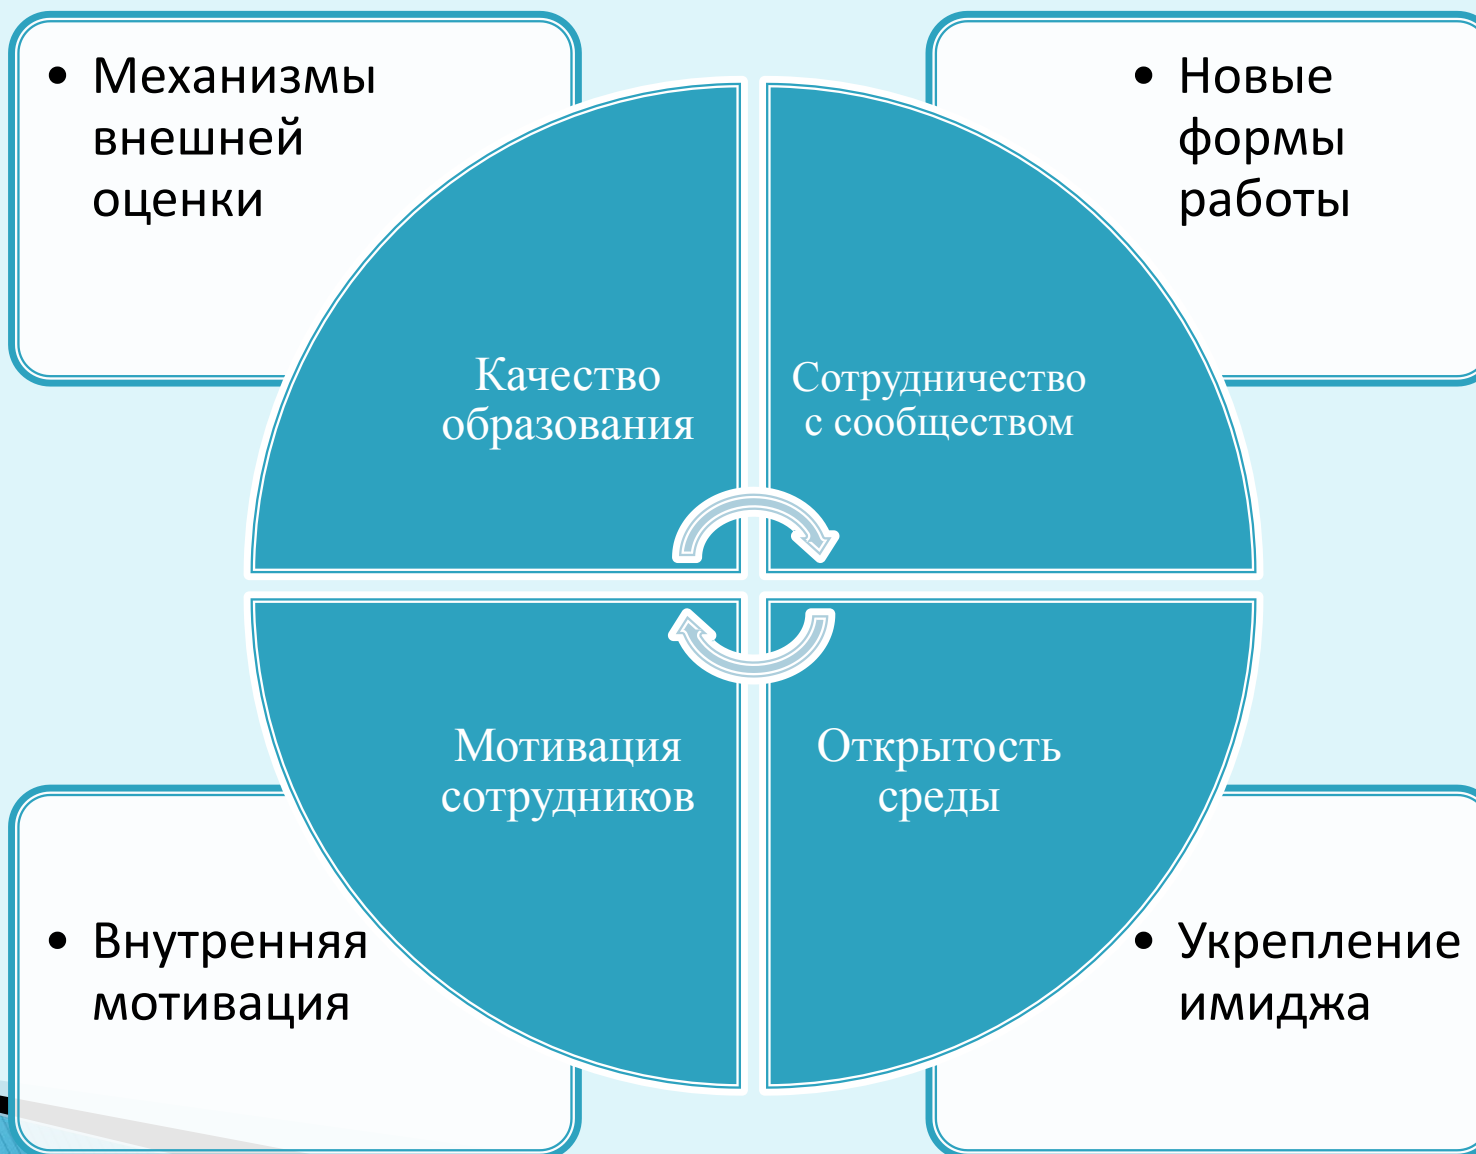 • Механизмы
внешней
оценки
• Новые
формы
работы
Качество
образования
Сотрудничество
с сообществом
Мотивация
сотрудников
Открытость
среды
• Внутренняя
мотивация
• Укрепление
имиджа